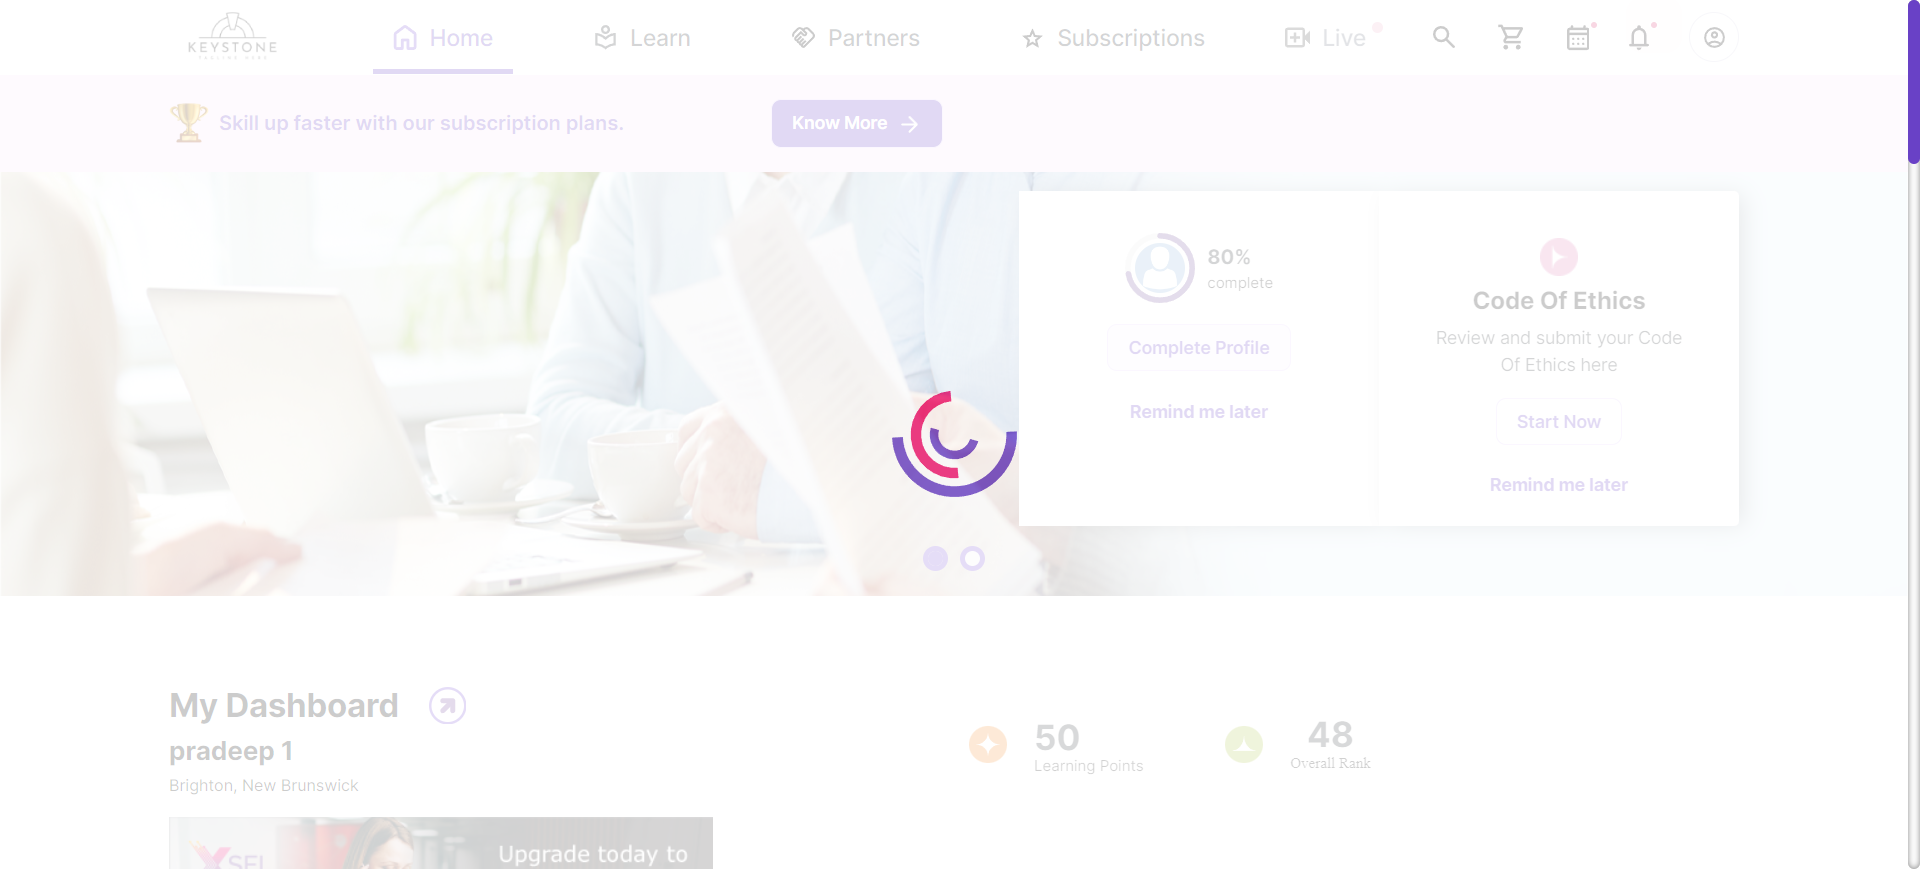 KEYSTONE
Home
Learn
Partners
Subscriptions
Live
Skill up faster with our subscription plans.
Know More
80%
complete
Complete Profile
Remind me later
Code Of Ethics
Review and submit your Code
Of Ethics here
Start Now
Remind me later
My Dashboard
pradeep 1
Brighton, New Brunswick
50
Learning Points
48
Overall Rank
Upgrade today to